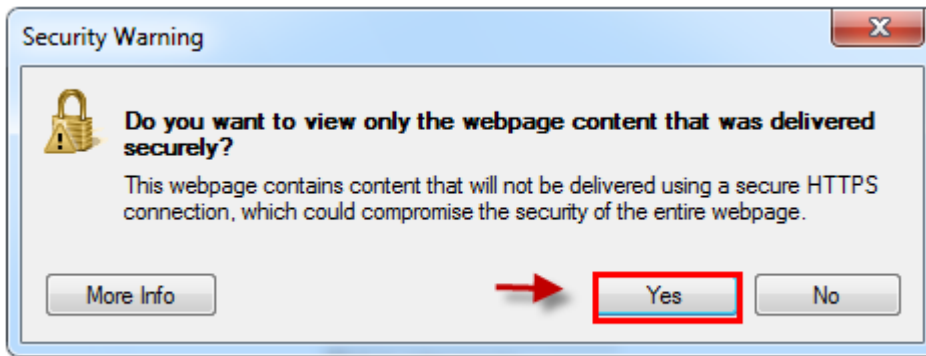 Security Warning
Do you want to view only the webpage content that was delivered
securely?
This webpage contains content that will not be delivered using a secure HTTPS
connection, which could compromise the security of the entire webpage.
More Info
Yes
No